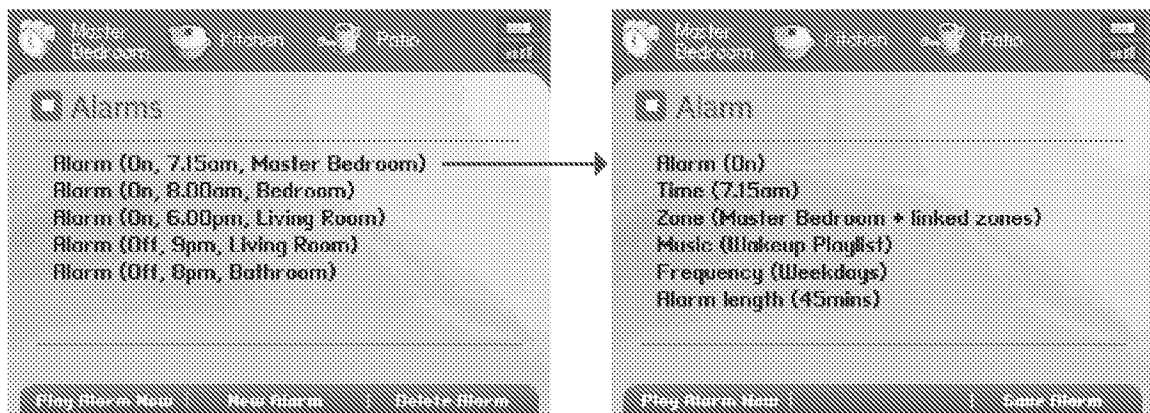 Master
Bedroom
Kitchen
Patio
Alarms
Alarm (On, 7.15am, Master Bedroom)
Alarm (On, 8.00am, Bedroom)
Alarm (On, 6.00pm, Living Room)
Alarm (Off, 9pm, Living Room)
Alarm (Off, 8pm, Bathroom)
Play Alarm Now
New Alarm
Delete Alarm
Master
Bedroom
Kitchen
Patio
Alarm
Alarm (On)
Time (7.15am)
Zone (Master Bedroom + linked zones)
Music (Wakeup Playlist)
Frequency (Weekdays)
Alarm length (45mins)
Play Alarm Now
Save Alarm